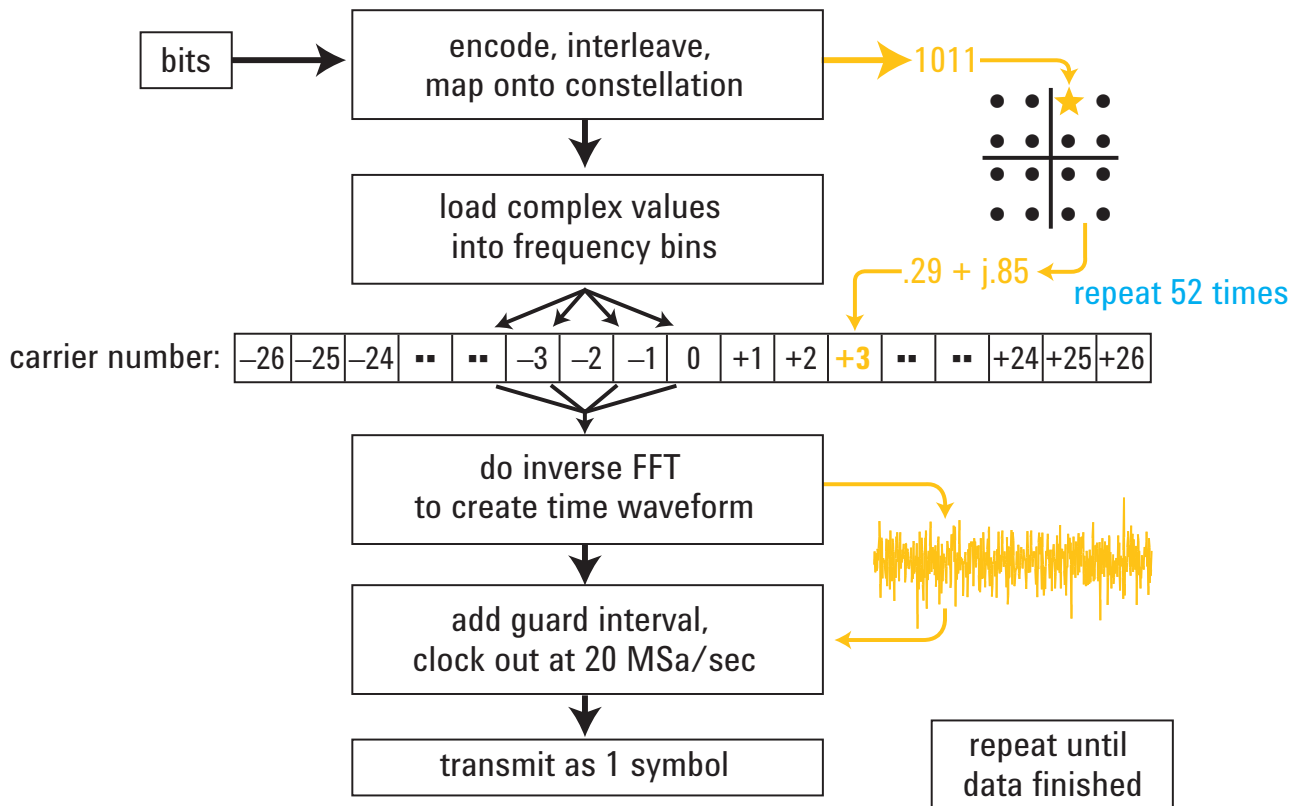 bits
encode, interleave,
map onto constellation
1011
load complex values
into frequency bins
.29 + j.85
repeat 52 times
carrier number: –26 –25 –24 ▪▪ ▪▪ –3 –2 –1 0 +1 +2 +3 ▪▪ ▪▪ +24 +25 +26
do inverse FFT
to create time waveform
add guard interval,
clock out at 20 MSa/sec
transmit as 1 symbol
repeat until
data finished